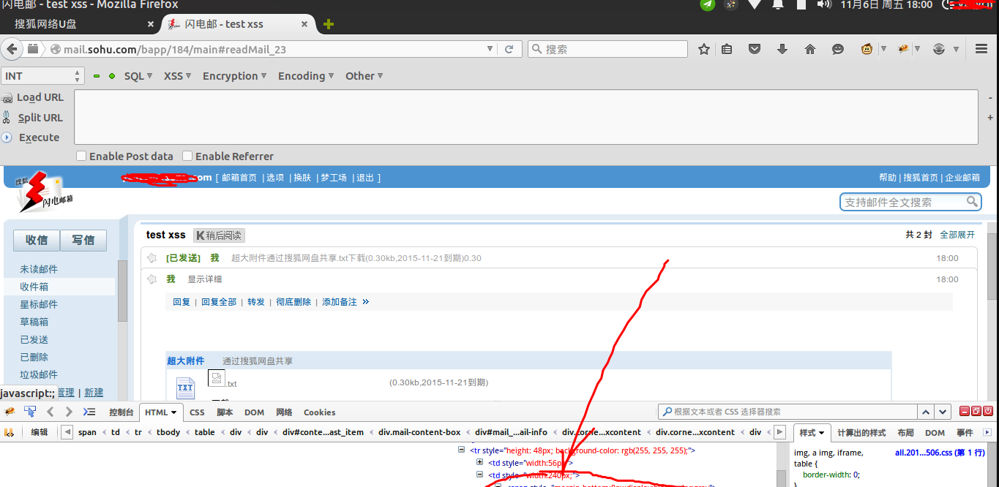 闪电邮 - test xss - Mozilla Firefox
11月6日 周五 18:00
搜狐网络U盘 × 闪电邮 - test xss ×
mail.sohu.com/bapp/184/main#readMail_23
搜索
INT SQL XSS Encryption Encoding Other
Load URL
Split URL
Execute
Enable Post data Enable Referrer
搜狐 闪电邮箱
com [ 邮箱首页 | 选项 | 换肤 | 梦工场 | 退出 ]
帮助 | 搜狐首页 | 企业邮箱
支持邮件全文搜索
收信 写信
未读邮件
收件箱
星标邮件
草稿箱
已发送
已删除
垃圾邮件
管理 | 新建
javascript:;
test xss K稍后阅读 共 2 封 全部展开
[已发送] 我 超大附件通过搜狐网盘共享.txt下载(0.30kb,2015-11-21到期)0.30 18:00
我 显示详细 18:00
回复 | 回复全部 | 转发 | 彻底删除 | 添加备注 »
超大附件 通过搜狐网盘共享
TXT .txt (0.30kb,2015-11-21到期)
控制台 HTML CSS 脚本 DOM 网络 Cookies
根据文本或者 CSS 选择器搜索
编辑 span < td < tr < tbody < table < div < div < div#conte...ast_item < div.mail-content-box < div#mail_...ail-info < div.corne...xcontent < div.corne...xcontent < div <
样式 计算出的样式 布局 DOM 事件
<tr style="height: 48px; background-color: rgb(255, 255, 255);">
<td style="width:56px;">
<td style="width:240px;">
img, a img, iframe, all.201...506.css (第 1 行)
table {
border-width: 0;
}